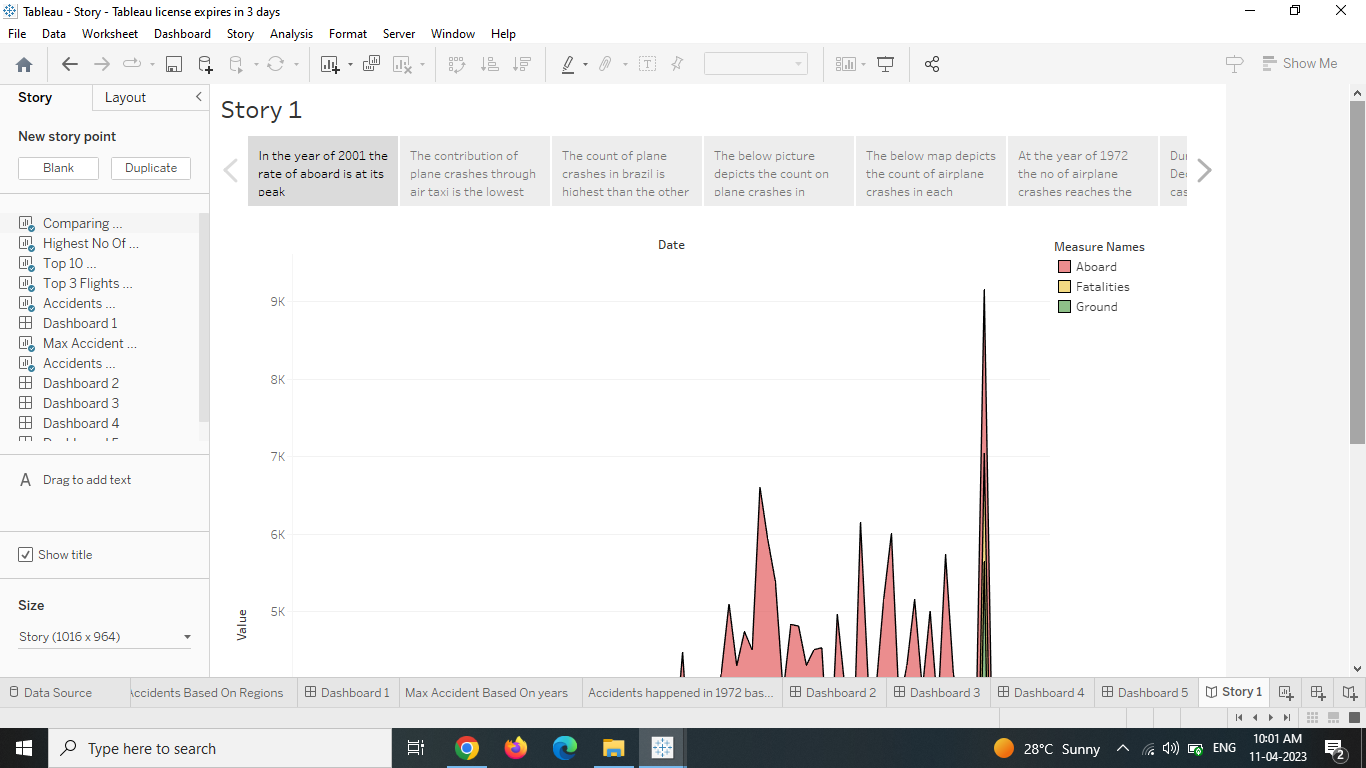 Tableau - Story - Tableau license expires in 3 days
File Data Worksheet Dashboard Story Analysis Format Server Window Help
Show Me
Story Layout
New story point
Blank Duplicate
Comparing ...
Highest No Of ...
Top 10 ...
Top 3 Flights ...
Accidents ...
Dashboard 1
Max Accident ...
Accidents ...
Dashboard 2
Dashboard 3
Dashboard 4
A Drag to add text
Show title
Size
Story (1016 x 964)
Story 1
In the year of 2001 the
rate of aboard is at its
peak
The contribution of
plane crashes through
air taxi is the lowest
The count of plane
crashes in brazil is
highest than the other
The below picture
depicts the count on
plane crashes in
The below map depicts
the count of airplane
crashes in each
At the year of 1972
the no of airplane
crashes reaches the
Date
Measure Names
Aboard
Fatalities
Ground
9K
8K
7K
6K
5K
Value
Data Source Accidents Based On Regions Dashboard 1 Max Accident Based On years Accidents happened in 1972 bas... Dashboard 2 Dashboard 3 Dashboard 4 Dashboard 5 Story 1
Type here to search
28°C Sunny
ENG
10:01 AM
11-04-2023
2